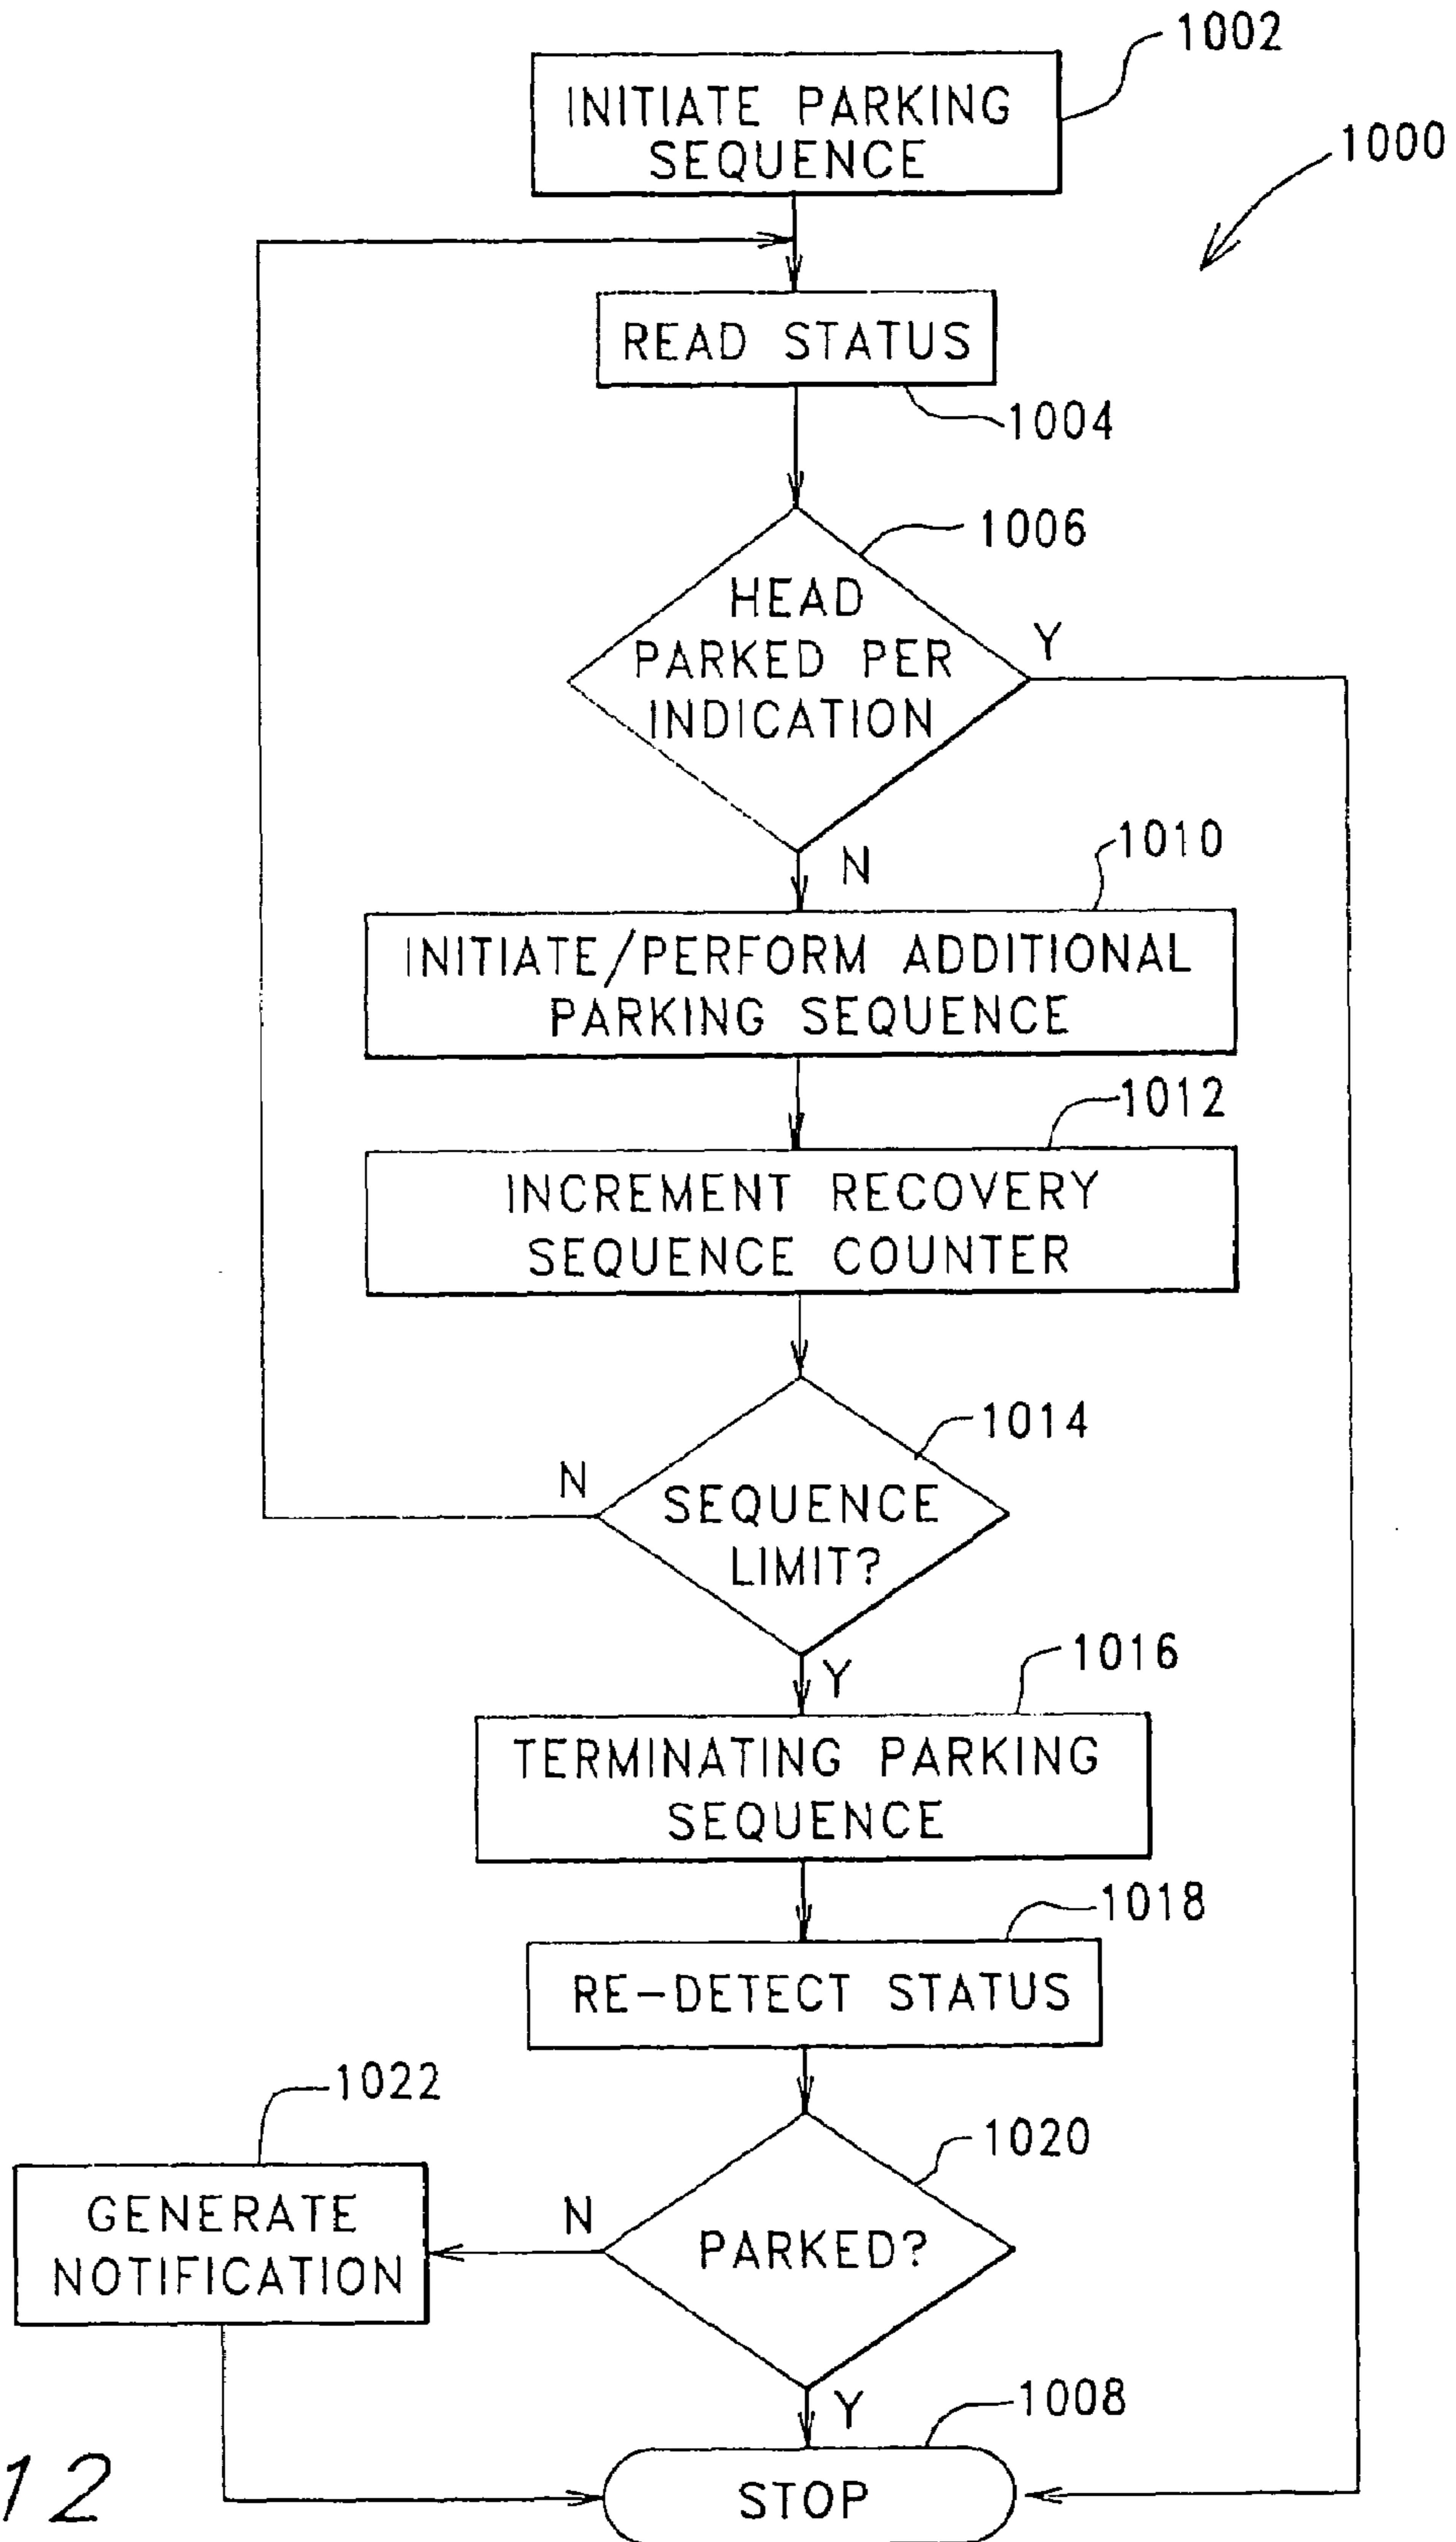 1002
INITIATE PARKING
SEQUENCE
1000
READ STATUS
1004
1006
HEAD
PARKED PER
INDICATION
Y
N
1010
INITIATE/PERFORM ADDITIONAL
PARKING SEQUENCE
1012
INCREMENT RECOVERY
SEQUENCE COUNTER
1014
N
SEQUENCE
LIMIT?
Y
1016
TERMINATING PARKING
SEQUENCE
1018
RE-DETECT STATUS
1022
1020
GENERATE
NOTIFICATION
N
PARKED?
Y
1008
STOP
12